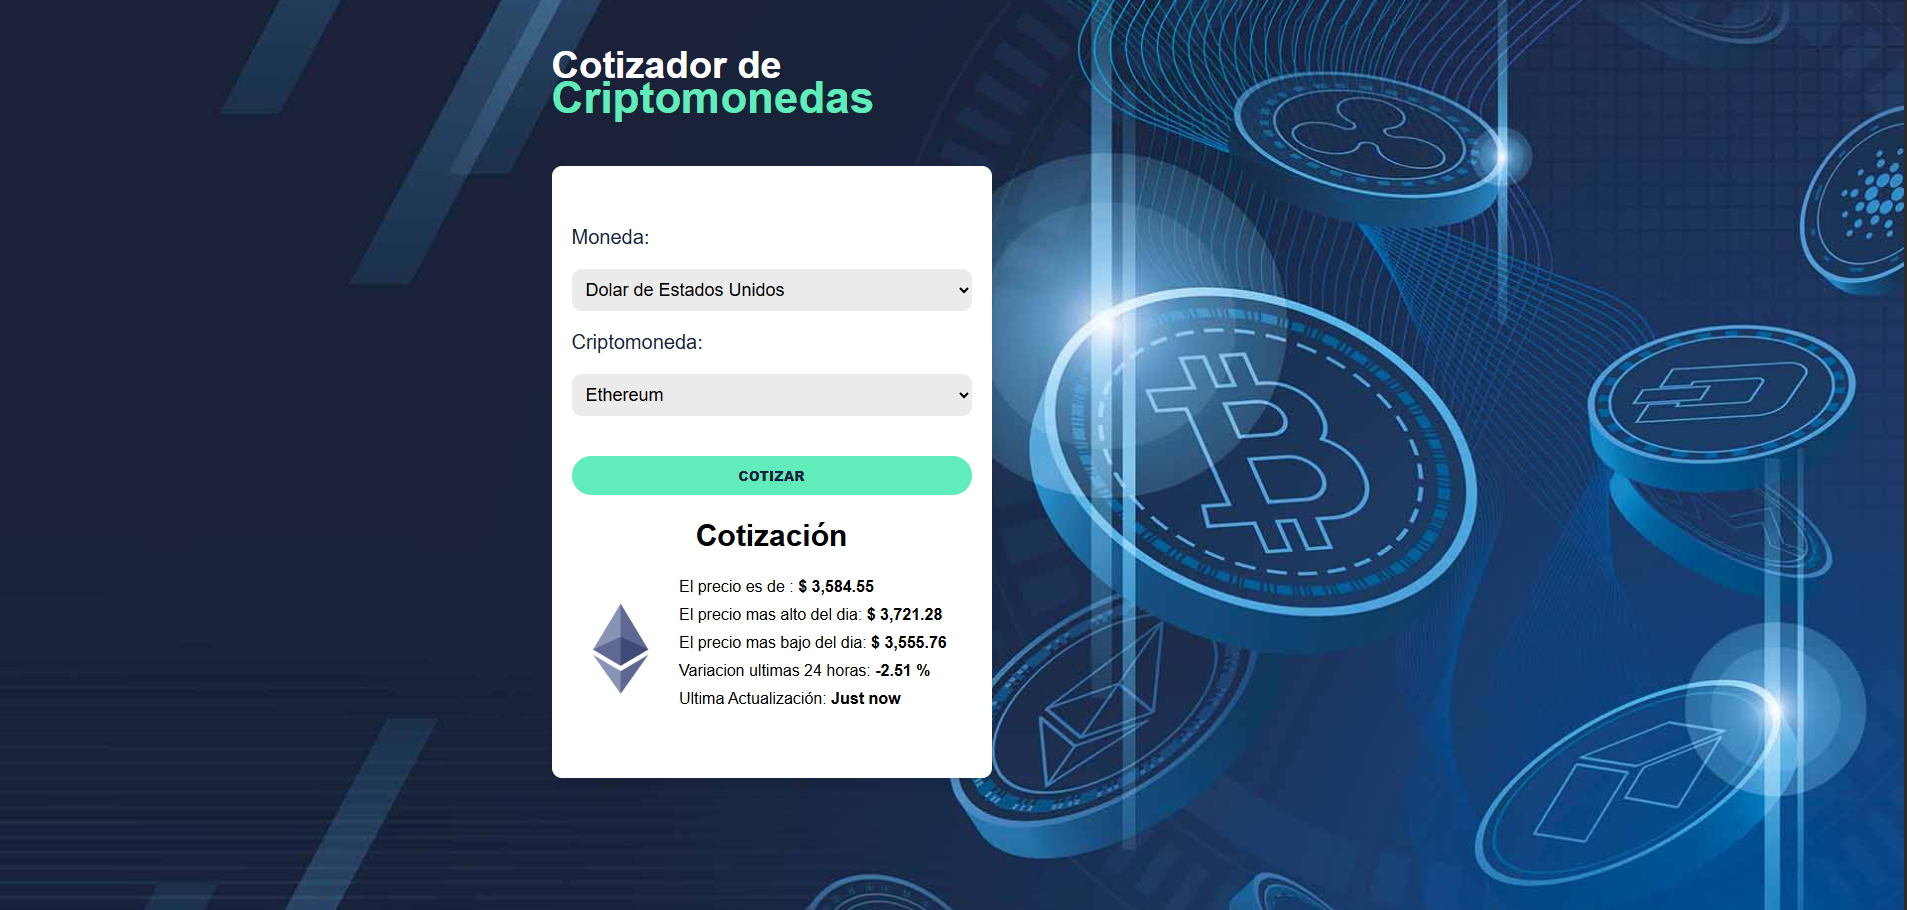 Cotizador de
Criptomonedas
Moneda:
Dolar de Estados Unidos
Criptomoneda:
Ethereum
COTIZAR
Cotización
El precio es de : $ 3,584.55
El precio mas alto del dia: $ 3,721.28
El precio mas bajo del dia: $ 3,555.76
Variacion ultimas 24 horas: -2.51 %
Ultima Actualización: Just now